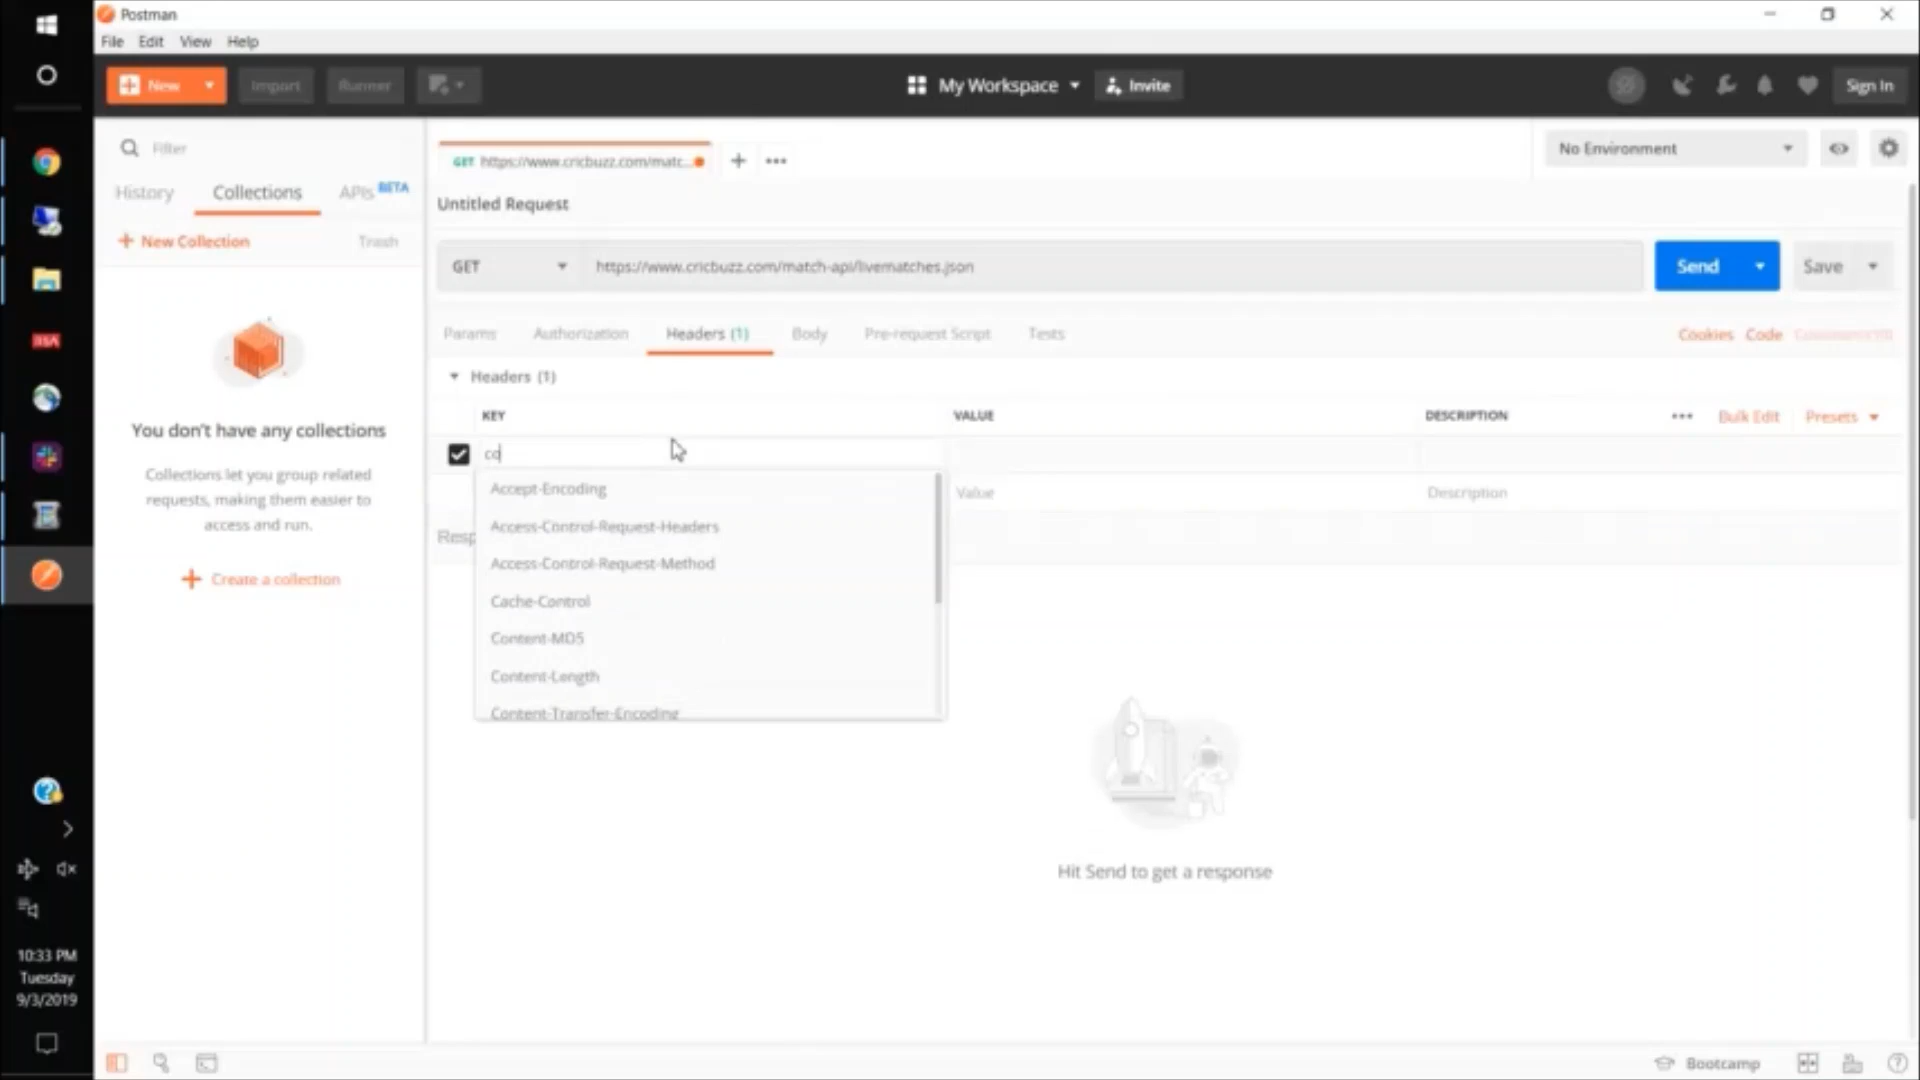 Postman
File Edit View Help
New
Import
Runner
My Workspace
Invite
Sign In
Filter
History
Collections
APIs BETA
New Collection
Trash
You don't have any collections
Collections let you group related
requests, making them easier to
access and run.
Create a collection
GET https://www.cricbuzz.com/matc...
No Environment
Untitled Request
GET
https://www.cricbuzz.com/match-api/livematches.json
Send
Save
Params
Authorization
Headers (1)
Body
Pre-request Script
Tests
Cookies
Code
Headers (1)
KEY
VALUE
DESCRIPTION
Bulk Edit
Presets
co
Value
Description
Resp
Accept-Encoding
Access-Control-Request-Headers
Access-Control-Request-Method
Cache-Control
Content-MD5
Content-Length
Content-Transfer-Encoding
Hit Send to get a response
10:33 PM
Tuesday
9/3/2019
Bootcamp